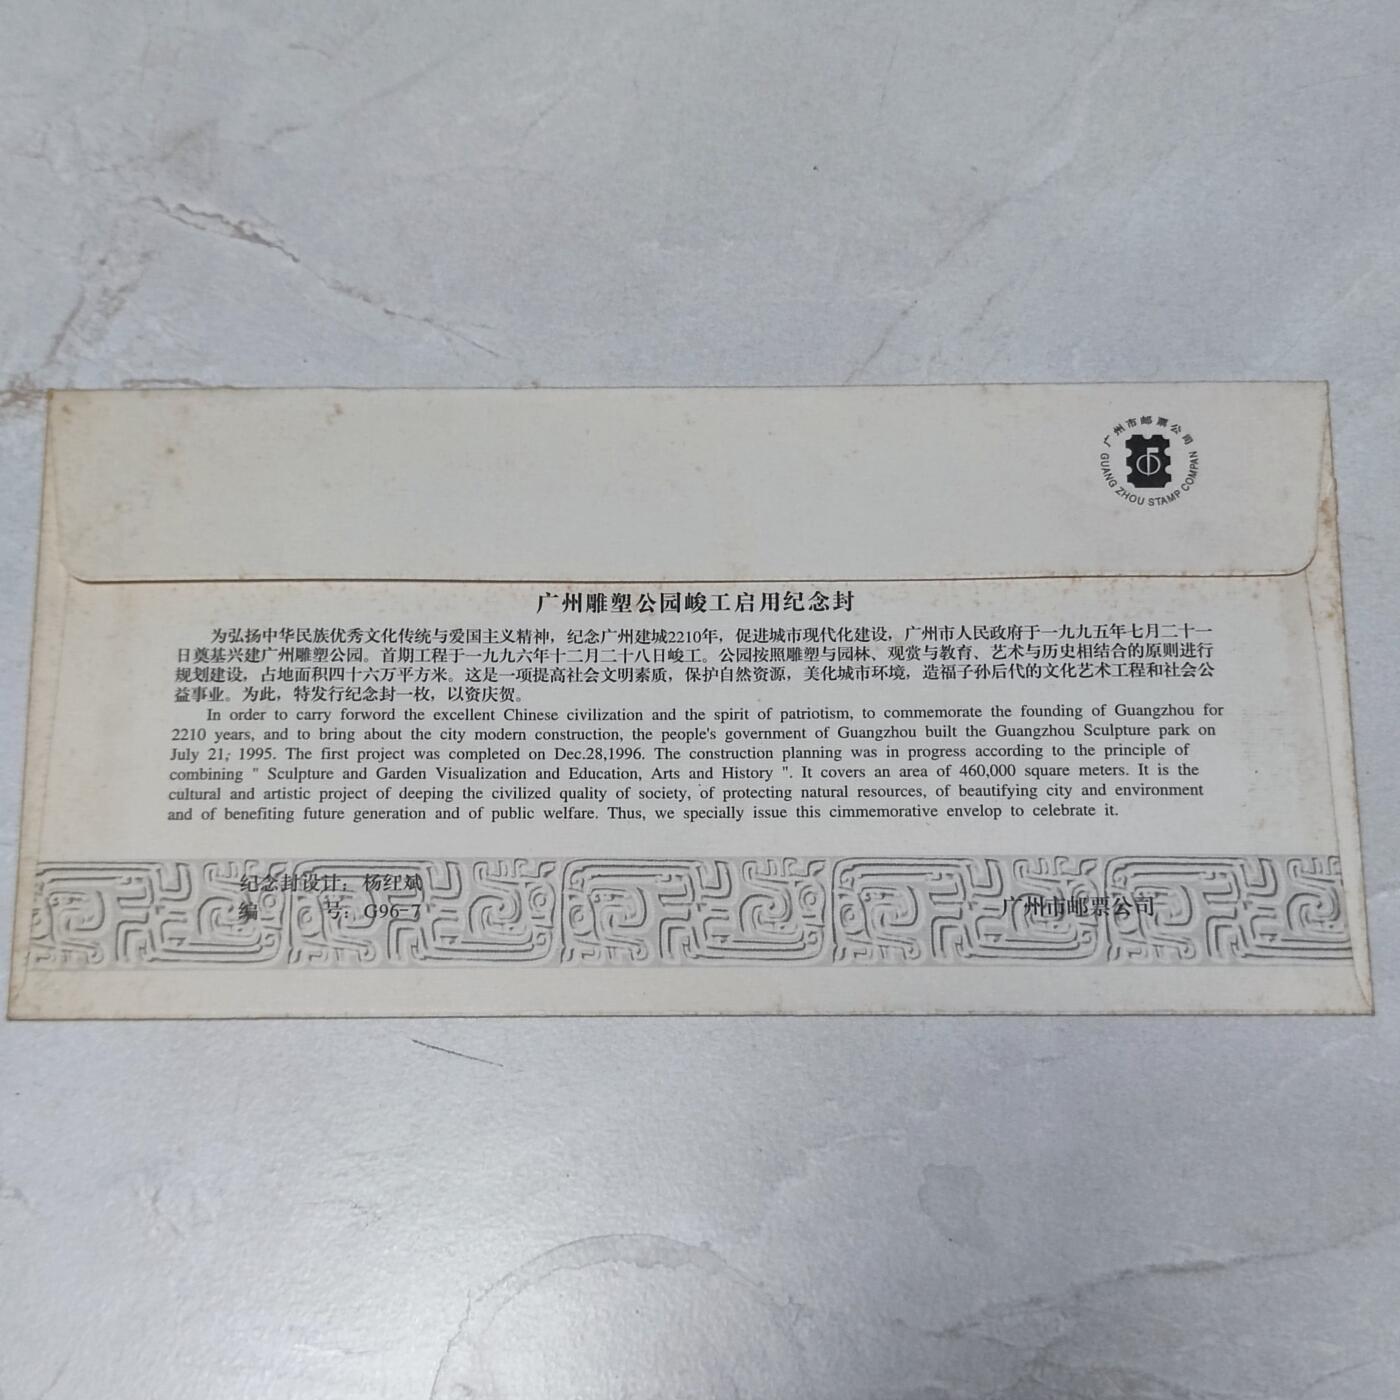 广州市邮票公司
GUANG ZHOU STAMP COMPAN
广州雕塑公园峻工启用纪念封
为弘扬中华民族优秀文化传统与爱国主义精神，纪念广州建城2210年，促进城市现代化建设，广州市人民政府于一九九五年七月二十一
日奠基兴建广州雕塑公园。首期工程于一九九六年十二月二十八日峻工。公园按照雕塑与园林、观赏与教育、艺术与历史相结合的原则进行
规划建设，占地面积四十六万平方米。这是一项提高社会文明素质，保护自然资源，美化城市环境，造福子孙后代的文化艺术工程和社会公
益事业。为此，特发行纪念封一枚，以资庆贺。
In order to carry forword the excellent Chinese civilization and the spirit of patriotism, to commemorate the founding of Guangzhou for
2210 years, and to bring about the city modern construction, the people's government of Guangzhou built the Guangzhou Sculpture park on
July 21, 1995. The first project was completed on Dec.28,1996. The construction planning was in progress according to the principle of
combining " Sculpture and Garden Visualization and Education, Arts and History ". It covers an area of 460,000 square meters. It is the
cultural and artistic project of deeping the civilized quality of society, of protecting natural resources, of beautifying city and environment
and of benefiting future generation and of public welfare. Thus, we specially issue this cimmemorative envelop to celebrate it.
纪念封设计：杨红斌
编 号：G96-7
广州市邮票公司